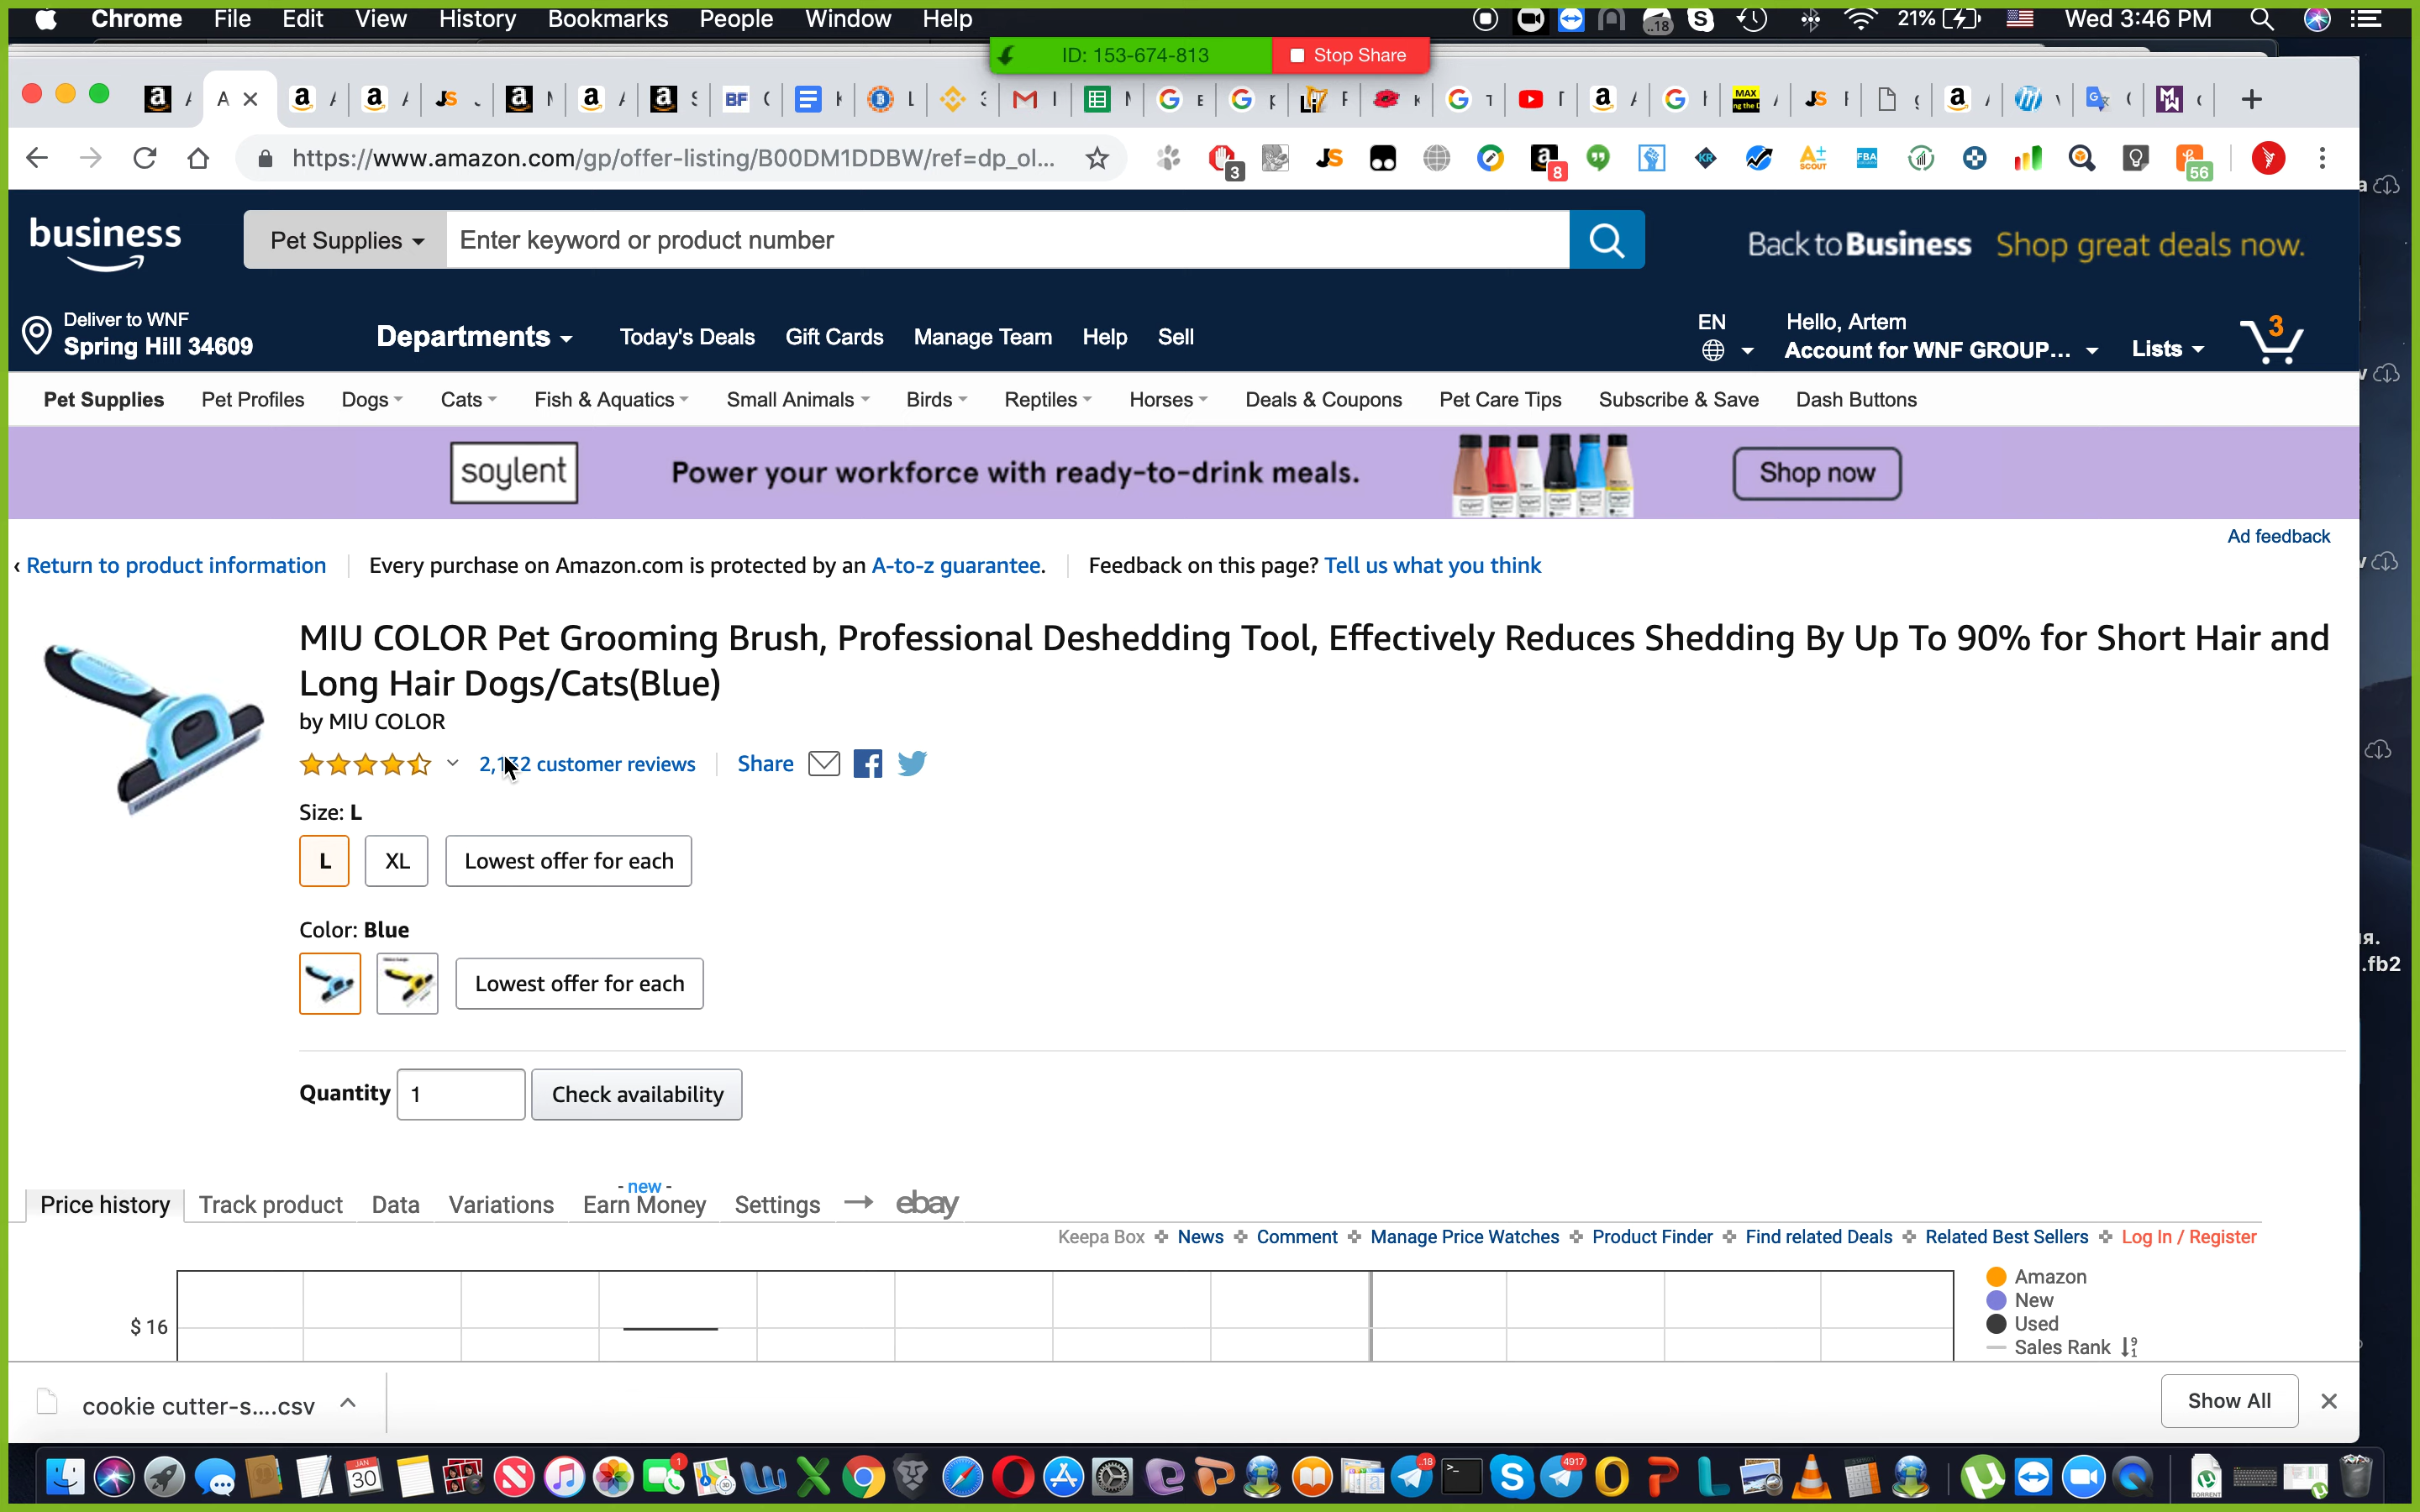 Chrome File Edit View History Bookmarks People Window Help 21% Wed 3:46 PM
ID: 153-674-813 Stop Share
https://www.amazon.com/gp/offer-listing/B00DM1DDBW/ref=dp_ol...
3 8 56
business Pet Supplies Enter keyword or product number Back to Business Shop great deals now.
Deliver to WNF
Spring Hill 34609
Departments Today's Deals Gift Cards Manage Team Help Sell
EN Hello, Artem
Account for WNF GROUP... Lists 3
Pet Supplies Pet Profiles Dogs Cats Fish & Aquatics Small Animals Birds Reptiles Horses Deals & Coupons Pet Care Tips Subscribe & Save Dash Buttons
soylent Power your workforce with ready-to-drink meals. Shop now
Ad feedback
‹ Return to product information Every purchase on Amazon.com is protected by an A-to-z guarantee. Feedback on this page? Tell us what you think
MIU COLOR Pet Grooming Brush, Professional Deshedding Tool, Effectively Reduces Shedding By Up To 90% for Short Hair and
Long Hair Dogs/Cats(Blue)
by MIU COLOR
customer reviews Share
Size: L
L XL Lowest offer for each
Color: Blue
Lowest offer for each
Quantity 1 Check availability
- new -
Price history Track product Data Variations Earn Money Settings → ebay
Keepa Box News Comment Manage Price Watches Product Finder Find related Deals Related Best Sellers Log In / Register
Amazon
New
$ 16
Used
Sales Rank
cookie cutter-s....csv Show All
я.
.fb2
JAN
30
4917